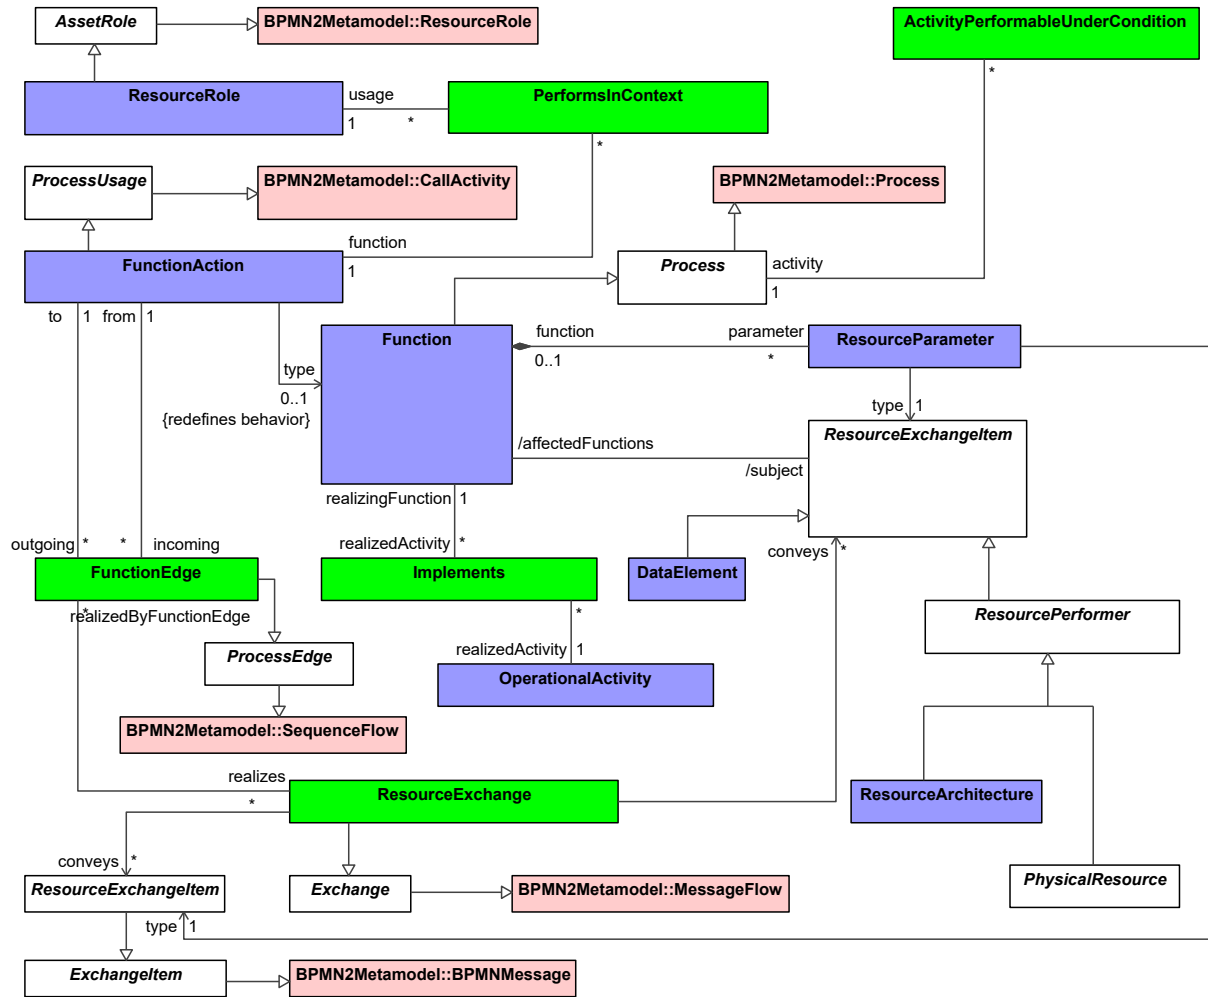 AssetRole
BPMN2Metamodel::ResourceRole
ActivityPerformableUnderCondition
*
ResourceRole
usage
1
*
PerformsInContext
*
ProcessUsage
BPMN2Metamodel::CallActivity
BPMN2Metamodel::Process
FunctionAction
function
1
Process
activity
1
to
1
from
1
type
0..1
{redefines behavior}
Function
function
0..1
parameter
*
ResourceParameter
type
1
/affectedFunctions
/subject
ResourceExchangeItem
realizingFunction
1
outgoing
*
*
incoming
realizedActivity
*
conveys
*
FunctionEdge
*
realizedByFunctionEdge
Implements
*
DataElement
ResourcePerformer
ProcessEdge
realizedActivity
1
OperationalActivity
BPMN2Metamodel::SequenceFlow
realizes
*
ResourceExchange
ResourceArchitecture
conveys
*
ResourceExchangeItem
Exchange
BPMN2Metamodel::MessageFlow
PhysicalResource
type
1
ExchangeItem
BPMN2Metamodel::BPMNMessage